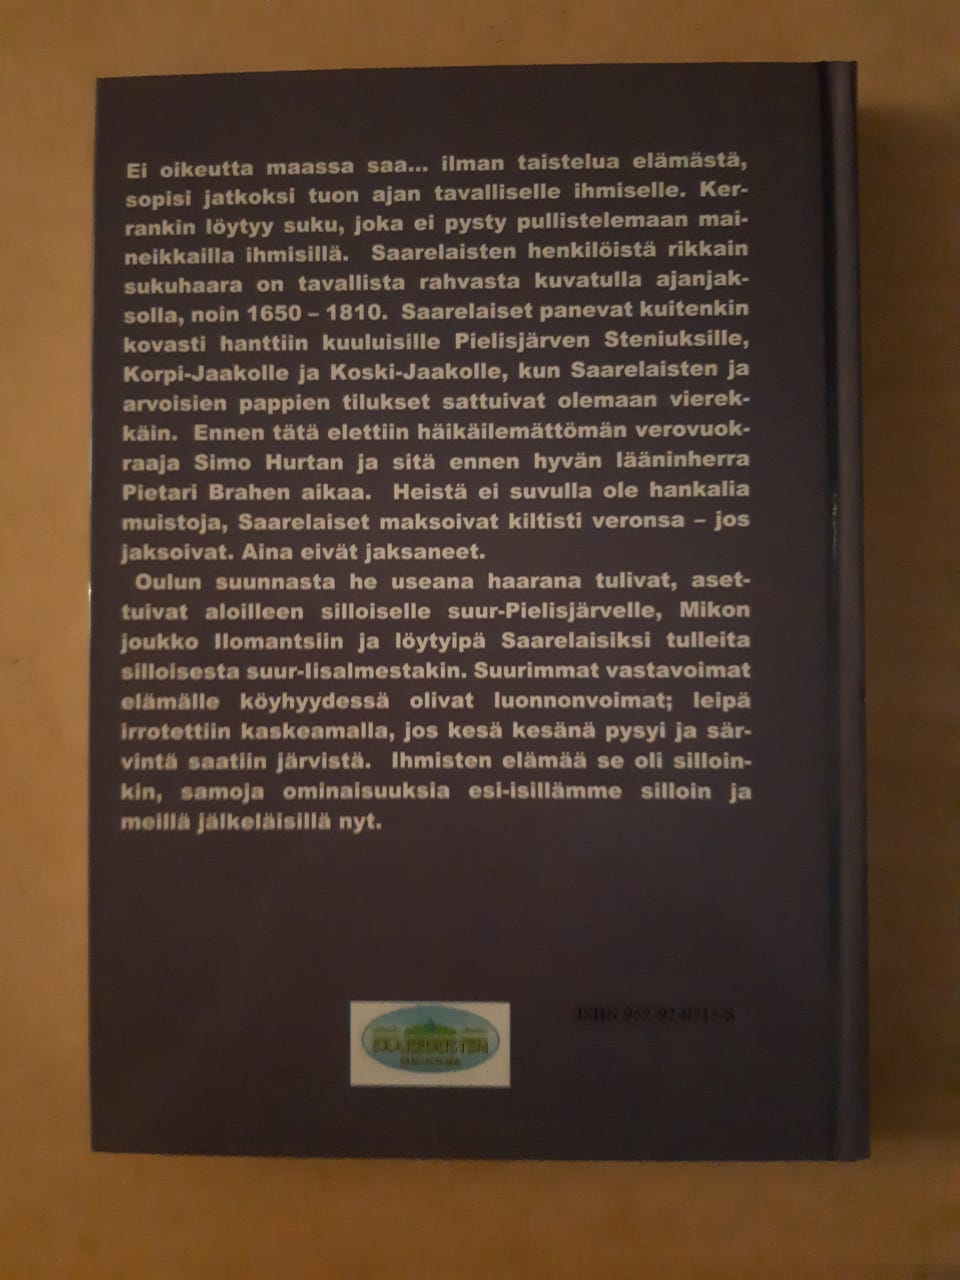 Ei oikeutta maassa saa... ilman taistelua elämästä,
sopisi jatkoksi tuon ajan tavalliselle ihmiselle. Ker-
rankin löytyy suku, joka ei pysty pullistelemaan mai-
neikkailla ihmisillä. Saarelaisten henkilöistä rikkain
sukuhaara on tavallista rahvasta kuvatulla ajanjak-
solla, noin 1650 – 1810. Saarelaiset panevat kuitenkin
kovasti hanttiin kuuluisille Pielisjärven Steniuksille,
Korpi-Jaakolle ja Koski-Jaakolle, kun Saarelaisten ja
arvoisien pappien tilukset sattuivat olemaan vierek-
käin. Ennen tätä elettiin häikäilemättömän verovuok-
raaja Simo Hurtan ja sitä ennen hyvän lääninherra
Pietari Brahen aikaa. Heistä ei suvulla ole hankalia
muistoja, Saarelaiset maksoivat kiltisti veronsa – jos
jaksoivat. Aina eivät jaksaneet.
Oulun suunnasta he useana haarana tulivat, aset-
tuivat aloilleen silloiselle suur-Pielisjärvelle, Mikon
joukko Ilomantsiin ja löytyipä Saarelaisiksi tulleita
silloisesta suur-Iisalmestakin. Suurimmat vastavoimat
elämälle köyhyydessä olivat luonnonvoimat; leipä
irrotettiin kaskeamalla, jos kesä kesänä pysyi ja sär-
vintä saatiin järvistä. Ihmisten elämää se oli silloin-
kin, samoja ominaisuuksia esi-isillämme silloin ja
meillä jälkeläisillä nyt.
ISBN 952-92-0715-8
SAARELAISTEN